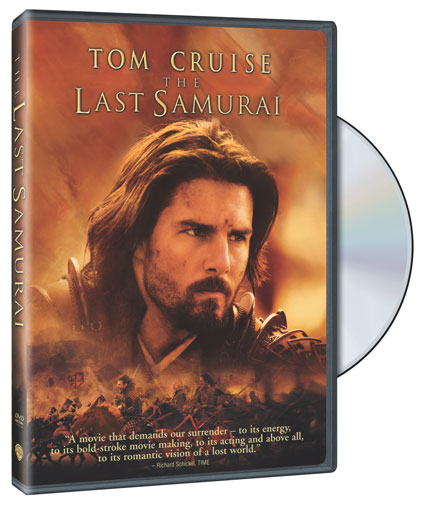 TOM CRUISE
THE
LAST SAMURAI
THE LAST SAMURAI
DVD
“A movie that demands our surrender – to its energy,
to its bold-stroke movie making, to its acting and above all,
to its romantic vision of a lost world.”
– Richard Schickel, TIME